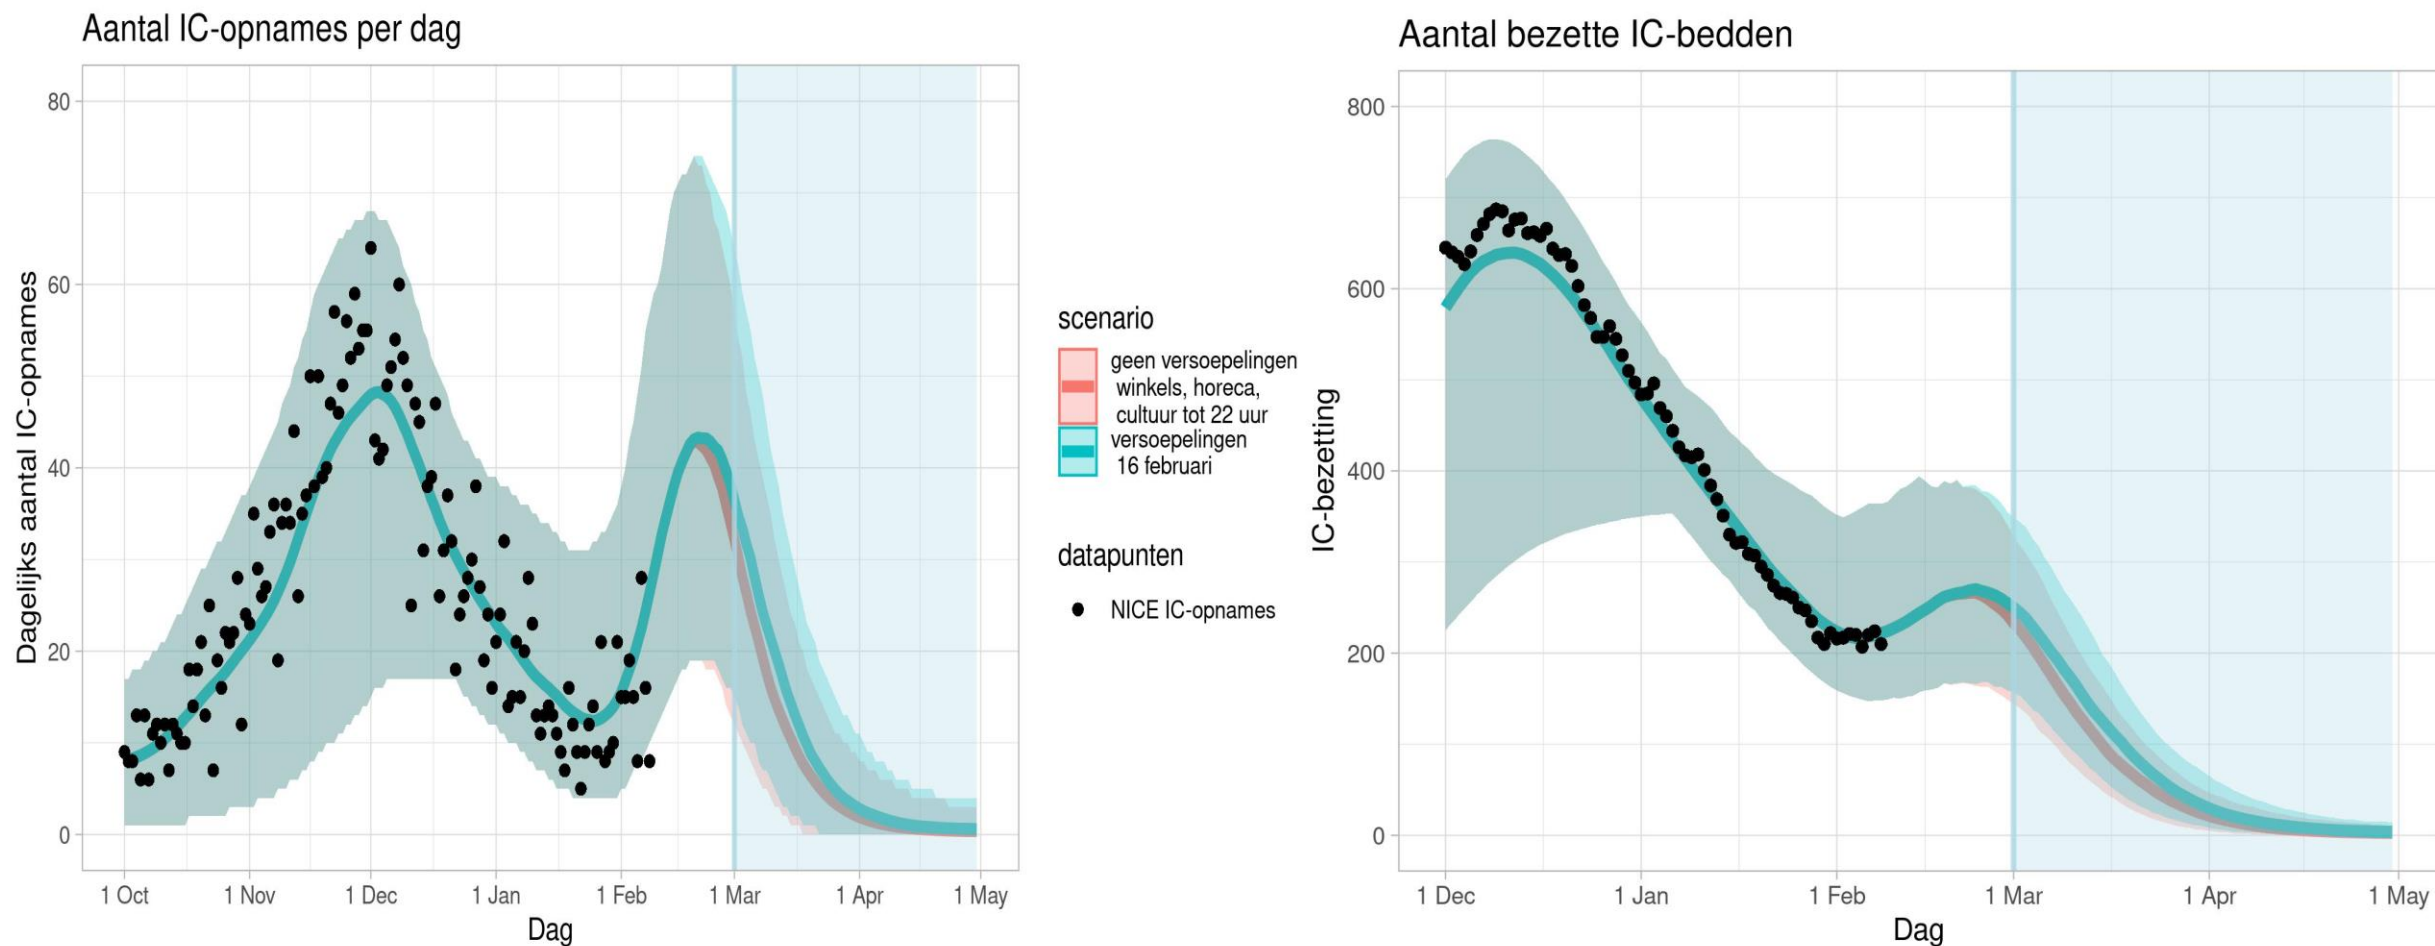 Aantal IC-opnames per dag
Dagelijks aantal IC-opnames
80
60
40
20
0
1 Oct
1 Nov
1 Dec
1 Jan
1 Feb
1 Mar
1 Apr
1 May
Dag
scenario
geen versoepelingen
winkels, horeca,
cultuur tot 22 uur
versoepelingen
16 februari
datapunten
NICE IC-opnames
Aantal bezette IC-bedden
IC-bezetting
800
600
400
200
0
1 Dec
1 Jan
1 Feb
1 Mar
1 Apr
1 May
Dag